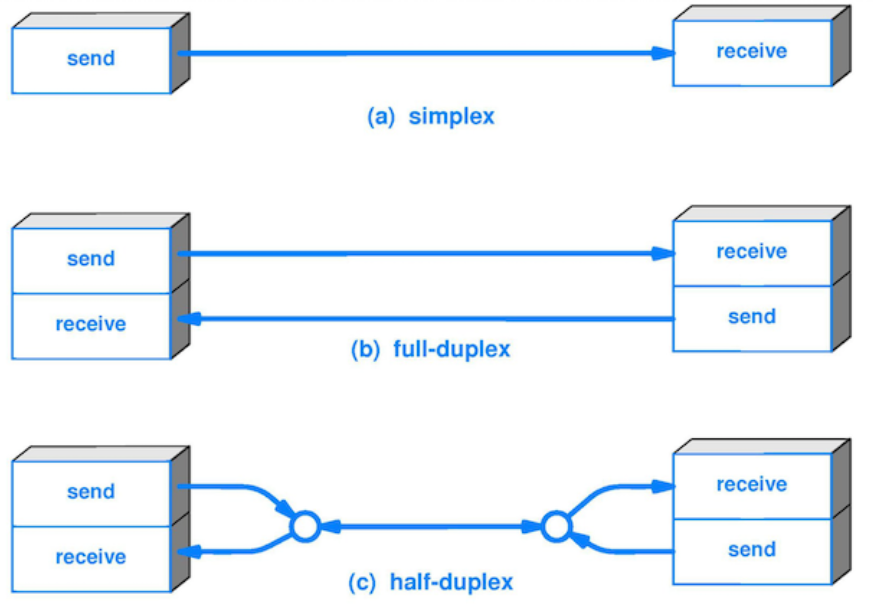 send
receive
(a) simplex
send
receive
receive
send
(b) full-duplex
send
receive
receive
send
(c) half-duplex